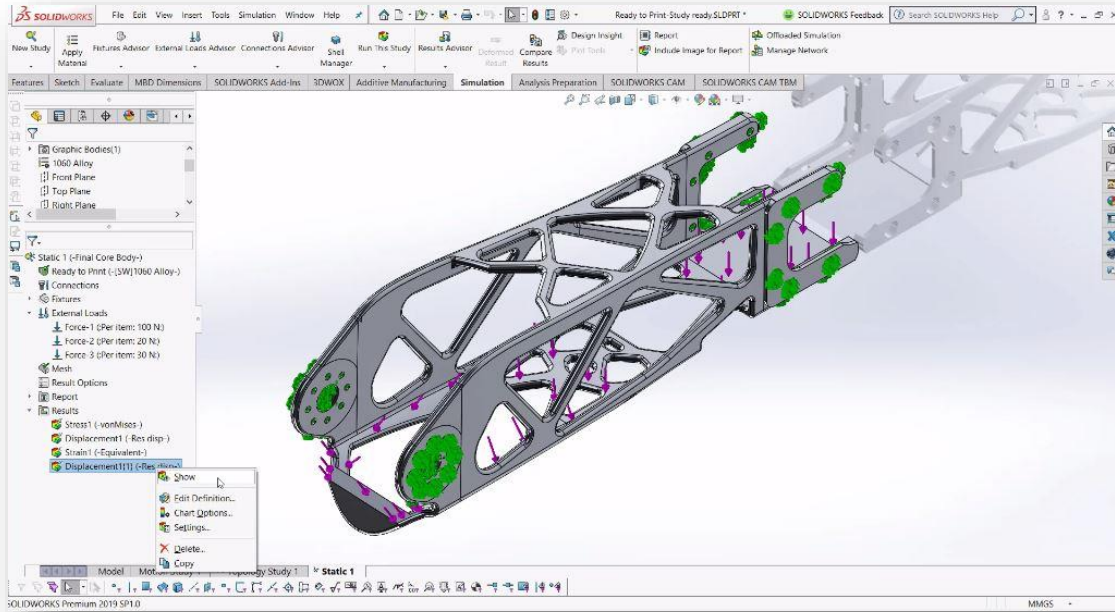 SOLIDWORKS File Edit View Insert Tools Simulation Window Help Ready to Print-Study ready.SLDPRT * SOLIDWORKS Feedback Search SOLIDWORKS Help
New Study Apply Material Fixtures Advisor External Loads Advisor Connections Advisor Shell Manager Run This Study Results Advisor Deformed Result Compare Results
Design Insight Report Offloaded Simulation
Plot Tools Include Image for Report Manage Network
Features Sketch Evaluate MBD Dimensions SOLIDWORKS Add-Ins 3DWOX Additive Manufacturing Simulation Analysis Preparation SOLIDWORKS CAM SOLIDWORKS CAM TBM
Graphic Bodies(1)
1060 Alloy
Front Plane
Top Plane
Right Plane
Static 1 (-Final Core Body-)
Ready to Print (-[SW]1060 Alloy-)
Connections
Fixtures
External Loads
Force-1 (:Per item: 100 N:)
Force-2 (:Per item: 20 N:)
Force-3 (:Per item: 30 N:)
Mesh
Result Options
Report
Results
Stress1 (-vonMises-)
Displacement1 (-Res disp-)
Strain1 (-Equivalent-)
Displacement1[1] (-Res disp-)
Show
Edit Definition...
Chart Options...
Settings...
Delete...
Copy
Model Topology Study 1 Static 1
SOLIDWORKS Premium 2019 SP1.0 MMGS